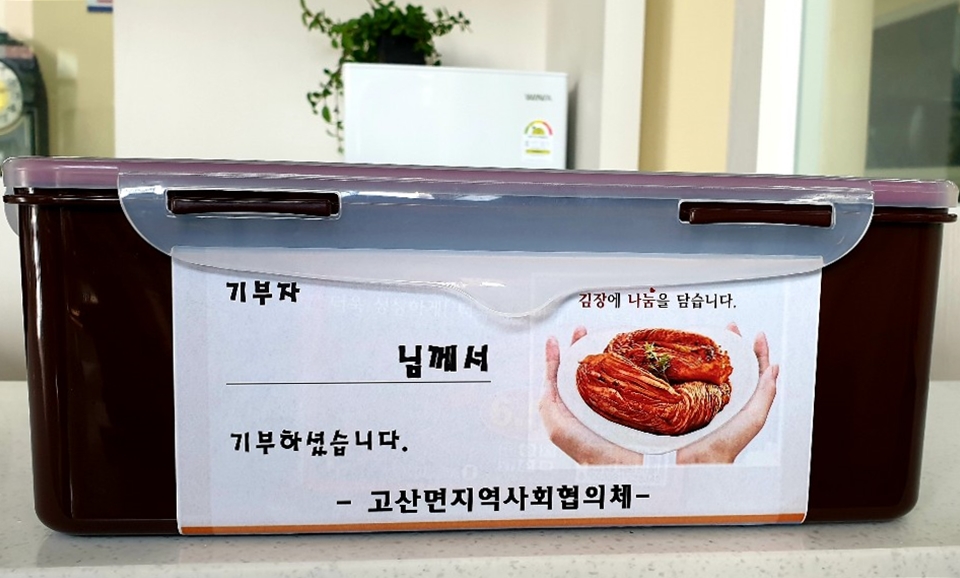 기부자
김장에 나눔을 담습니다.
님께서
기부하셨습니다.
- 고산면지역사회협의체-